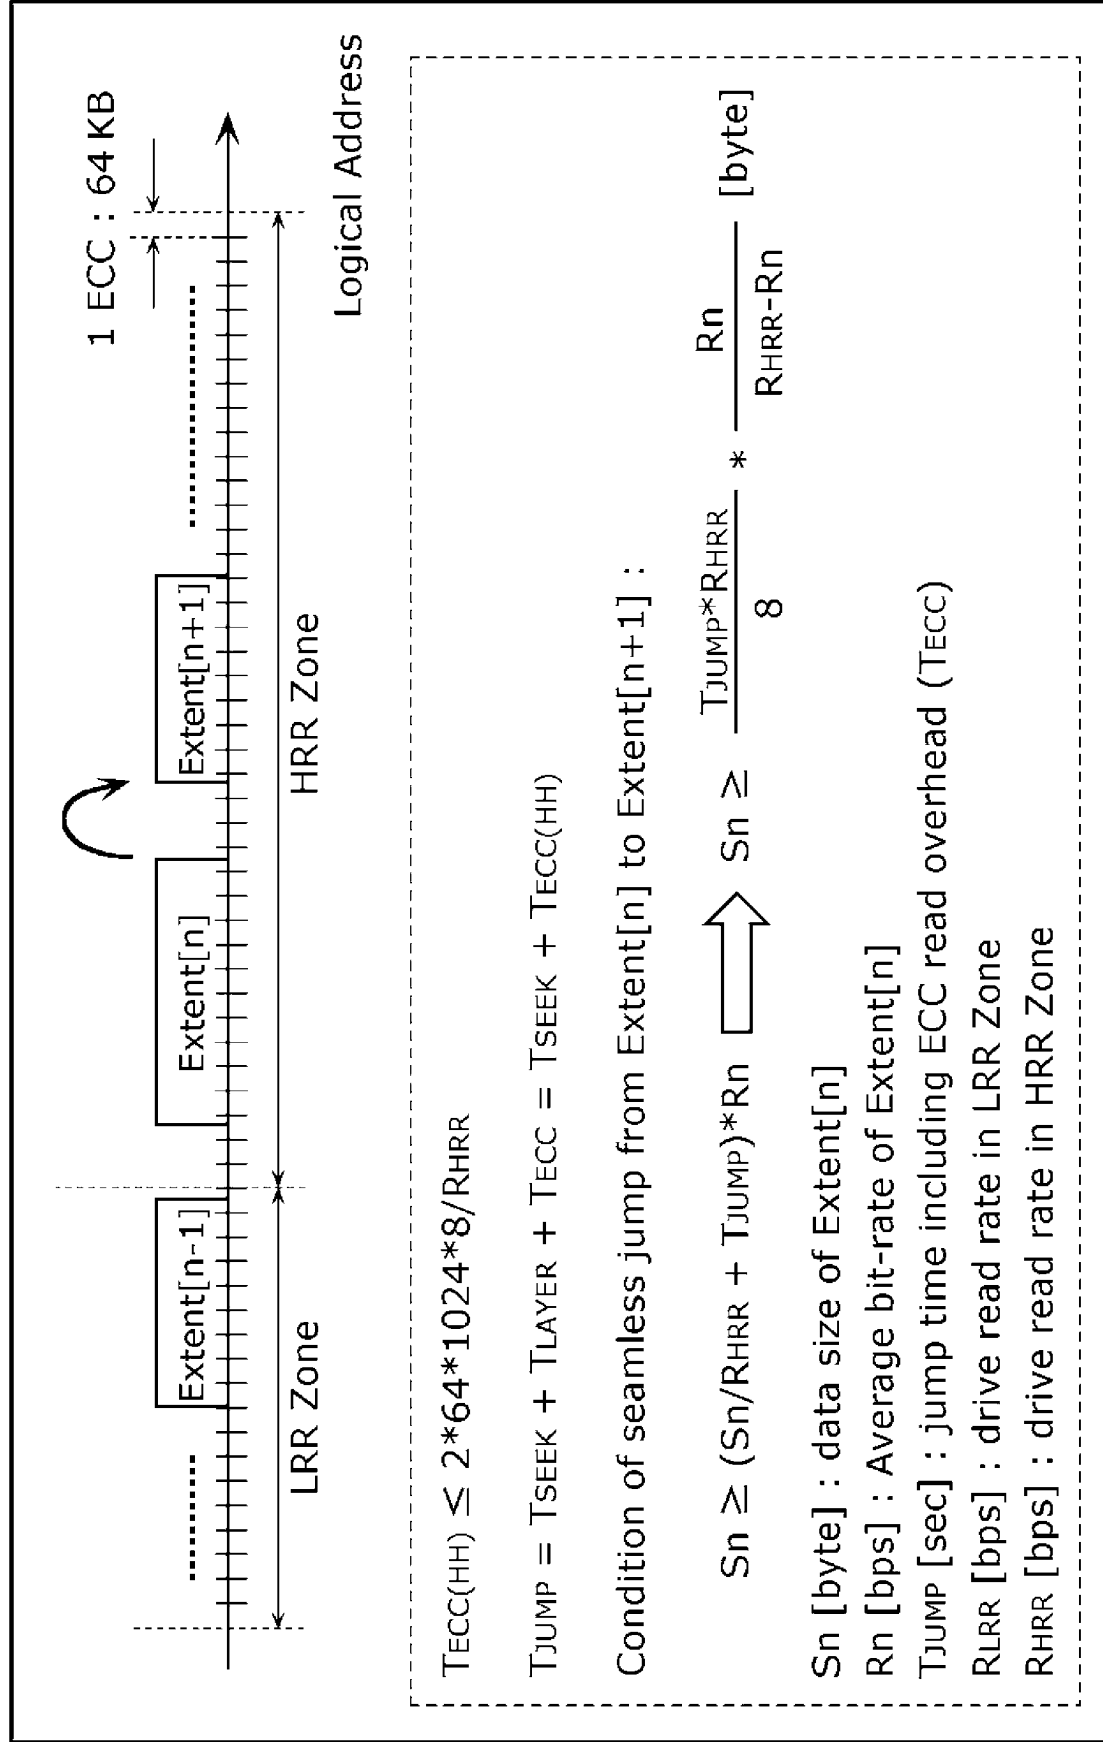 1 ECC : 64 KB
Extent[n-1]
Extent[n]
Extent[n+1]
LRR Zone
HRR Zone
Logical Address
TECC(HH) ≤ 2*64*1024*8/RHRR
TJUMP = TSEEK + TLAYER + TECC = TSEEK + TECC(HH)
Condition of seamless jump from Extent[n] to Extent[n+1] :
Sn ≥ (Sn/RHRR + TJUMP)*Rn ⇒ Sn ≥ TJUMP*RHRR/8 * Rn/RHRR-Rn [byte]
Sn [byte] : data size of Extent[n]
Rn [bps] : Average bit-rate of Extent[n]
TJUMP [sec] : jump time including ECC read overhead (TECC)
RLRR [bps] : drive read rate in LRR Zone
RHRR [bps] : drive read rate in HRR Zone